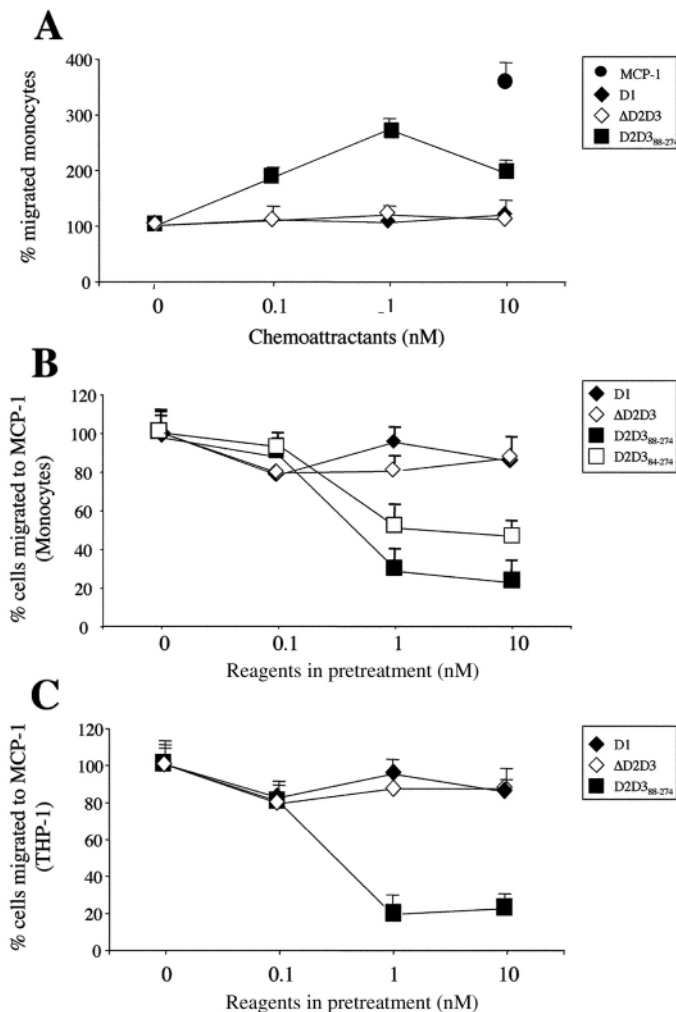 A
400
300
200
100
0
% migrated monocytes
0
0.1
1
10
Chemoattractants (nM)
MCP-1
D1
ΔD2D3
D2D3₈₈₋₂₇₄
B
120
100
80
60
40
20
0
% cells migrated to MCP-1
(Monocytes)
0
0.1
1
10
Reagents in pretreatment (nM)
D1
ΔD2D3
D2D3₈₈₋₂₇₄
D2D3₈₄₋₂₇₄
C
120
100
80
60
40
20
0
% cells migrated to MCP-1
(THP-1)
0
0.1
1
10
Reagents in pretreatment (nM)
D1
ΔD2D3
D2D3₈₈₋₂₇₄